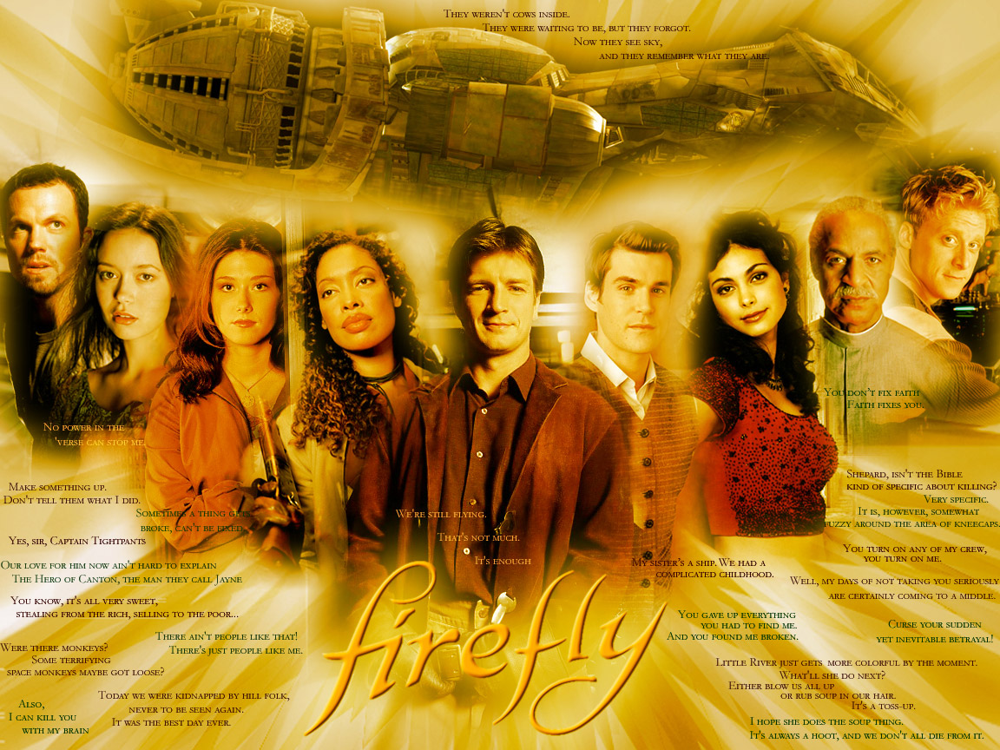 They weren't cows inside.
They were waiting to be, but they forgot.
Now they see sky,
and they remember what they are.
No power in the
'verse can stop me.
Make something up.
Don't tell them what I did.
Sometimes a thing gets
broke, can't be fixed.
Yes, sir, Captain Tightpants
Our love for him now ain't hard to explain
The Hero of Canton, the man they call Jayne
You know, it's all very sweet,
stealing from the rich, selling to the poor...
There ain't people like that!
There's just people like me.
Were there monkeys?
Some terrifying
space monkeys maybe got loose?
Also,
I can kill you
with my brain
Today we were kidnapped by hill folk,
never to be seen again.
It was the best day ever.
We're still flying.
That's not much.
It's enough
firefly
You don't fix faith
Faith fixes you.
Shepard, isn't the Bible
kind of specific about killing?
Very specific.
It is, however, somewhat
fuzzy around the area of kneecaps.
You turn on any of my crew,
you turn on me.
My sister's a ship. We had a
complicated childhood.
Well, my days of not taking you seriously
are certainly coming to a middle.
You gave up everything
you had to find me.
And you found me broken.
Curse your sudden
yet inevitable betrayal!
Little River just gets more colorful by the moment.
What'll she do next?
Either blow us all up
or rub soup in our hair.
It's a toss-up.
I hope she does the soup thing.
It's always a hoot, and we don't all die from it.